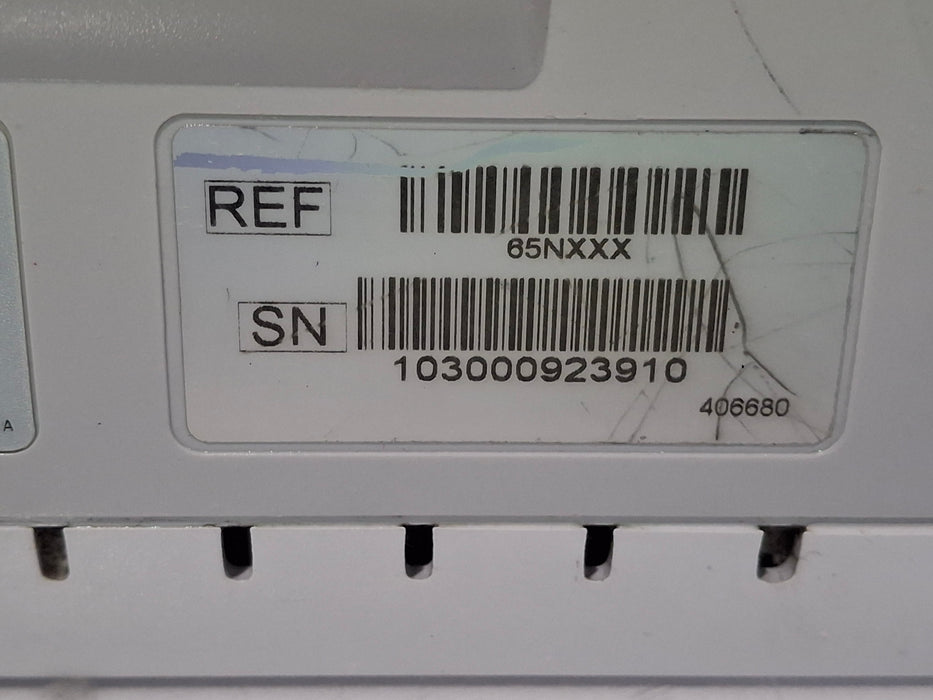 REF
65NXXX
SN
103000923910
406680
A